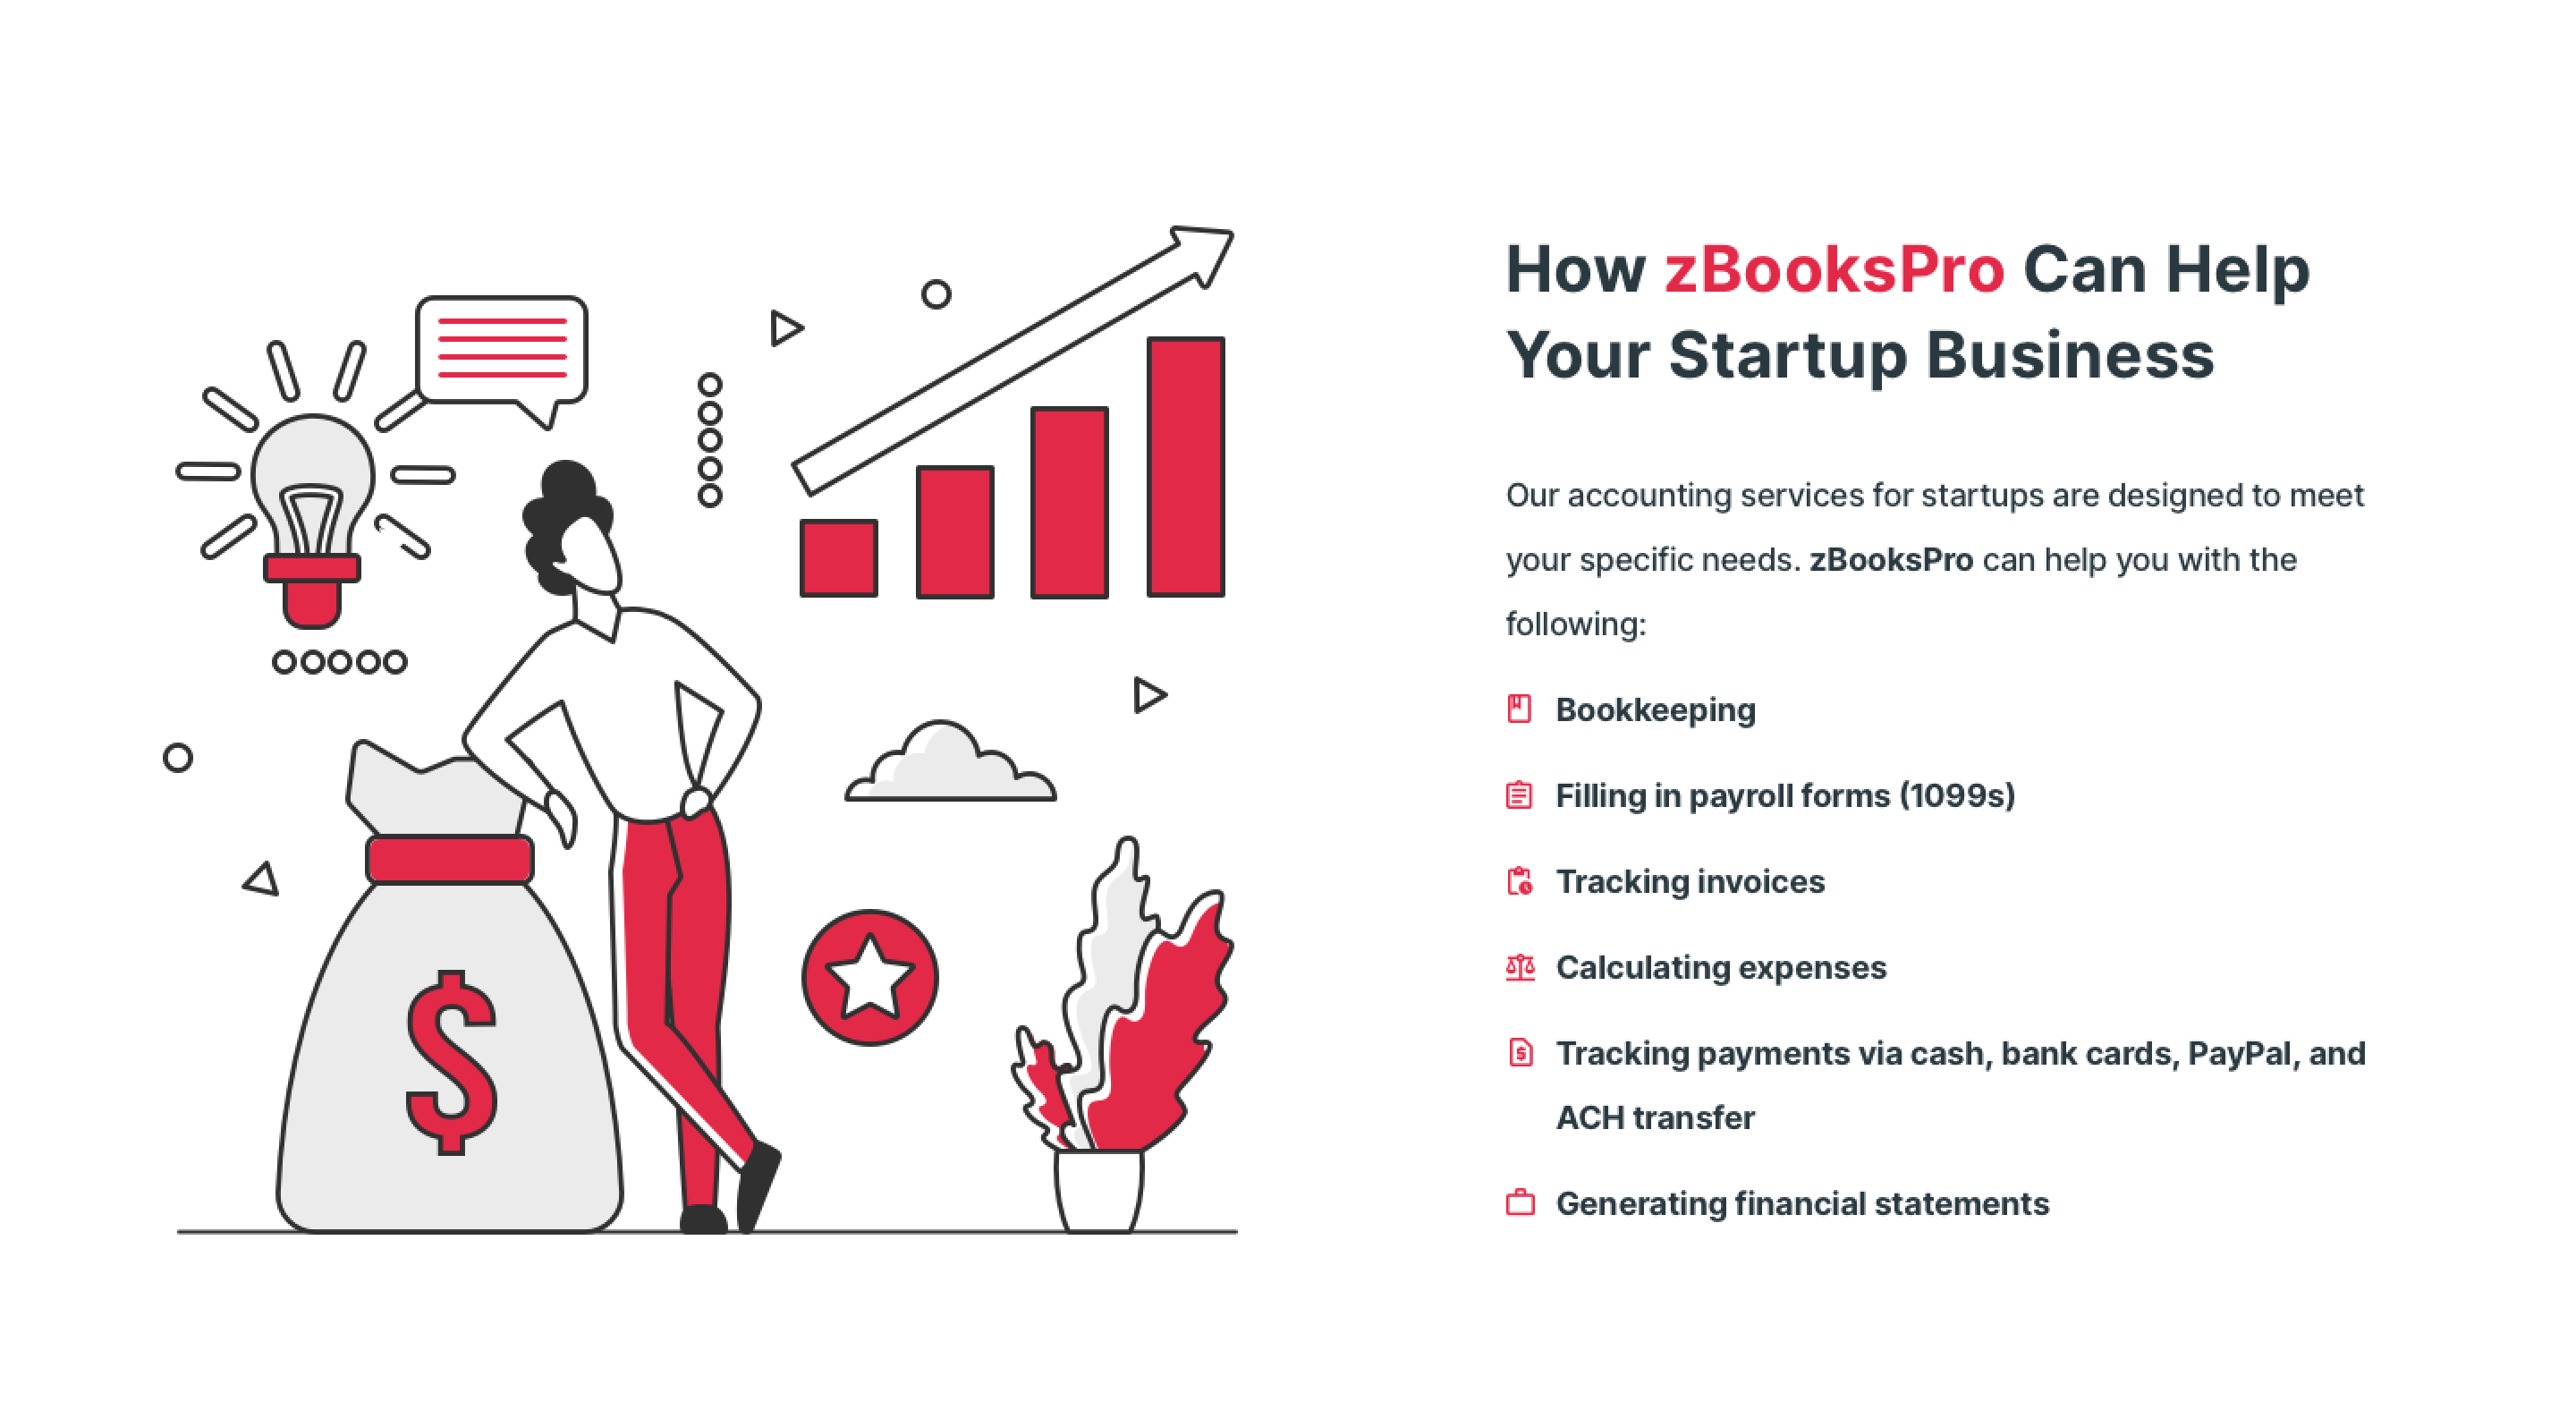 How zBooksPro Can Help
Your Startup Business
Our accounting services for startups are designed to meet
your specific needs. zBooksPro can help you with the
following:
Bookkeeping
Filling in payroll forms (1099s)
Tracking invoices
Calculating expenses
Tracking payments via cash, bank cards, PayPal, and
ACH transfer
Generating financial statements
$